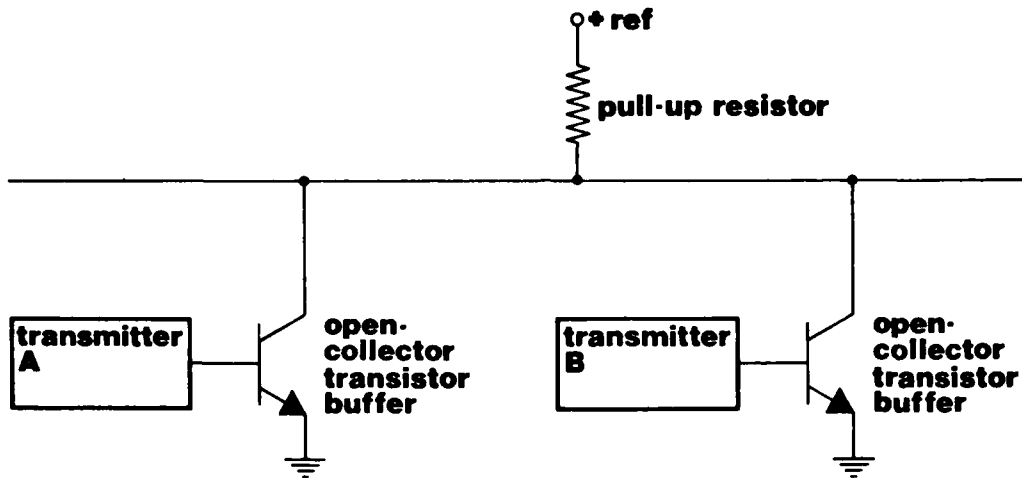 + ref
pull-up resistor
transmitter
A
open-
collector
transistor
buffer
transmitter
B
open-
collector
transistor
buffer